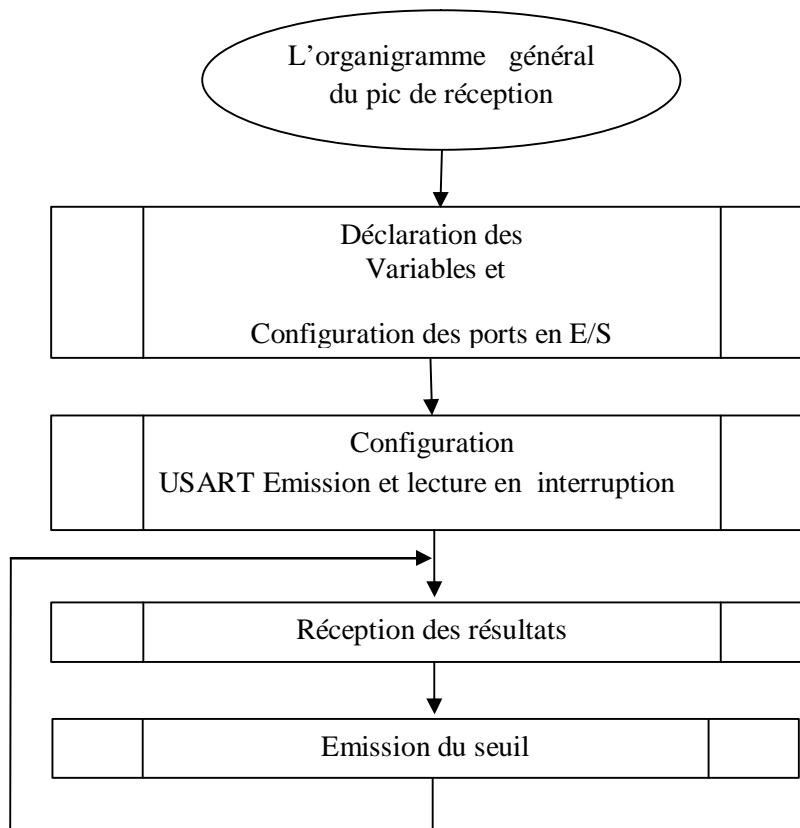 L’organigramme général
du pic de réception
Déclaration des
Variables et
Configuration des ports en E/S
Configuration
USART Emission et lecture en interruption
Réception des résultats
Emission du seuil